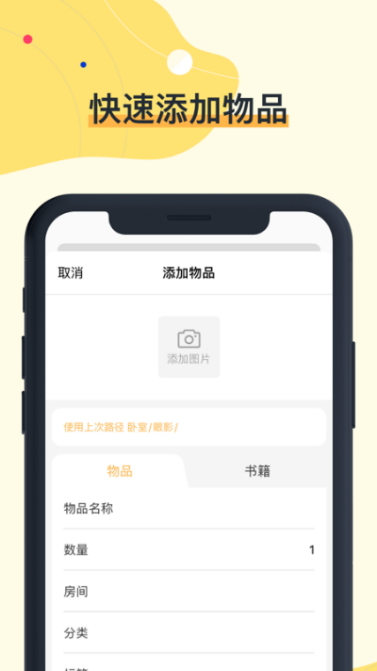 快速添加物品
取消 添加物品
添加图片
使用上次路径 卧室/眼影/
物品 书籍
物品名称
数量 1
房间
分类